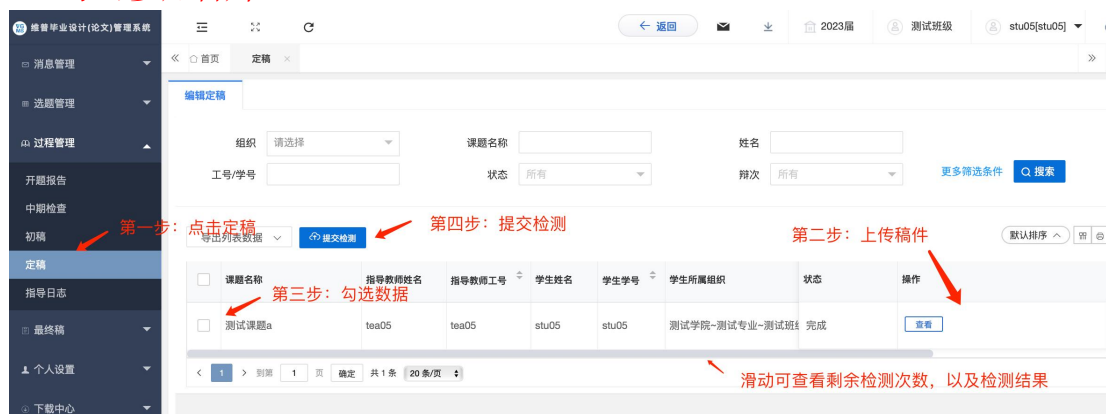 维普毕业设计(论文)管理系统
返回
2023届
测试班级
stu05[stu05]
消息管理
首页
定稿
选题管理
编辑定稿
过程管理
组织
请选择
课题名称
姓名
工号/学号
状态
所有
辩次
所有
更多筛选条件
搜索
开题报告
中期检查
初稿
第一步：点击定稿
导出列表数据
提交检测
第四步：提交检测
第二步：上传稿件
默认排序
定稿
课题名称
指导教师姓名
指导教师工号
学生姓名
学生学号
学生所属组织
状态
操作
指导日志
第三步：勾选数据
测试课题a
tea05
tea05
stu05
stu05
测试学院~测试专业~测试班
完成
查看
最终稿
1
到第
1
页
确定
共1条
20条/页
个人设置
滑动可查看剩余检测次数，以及检测结果
下载中心